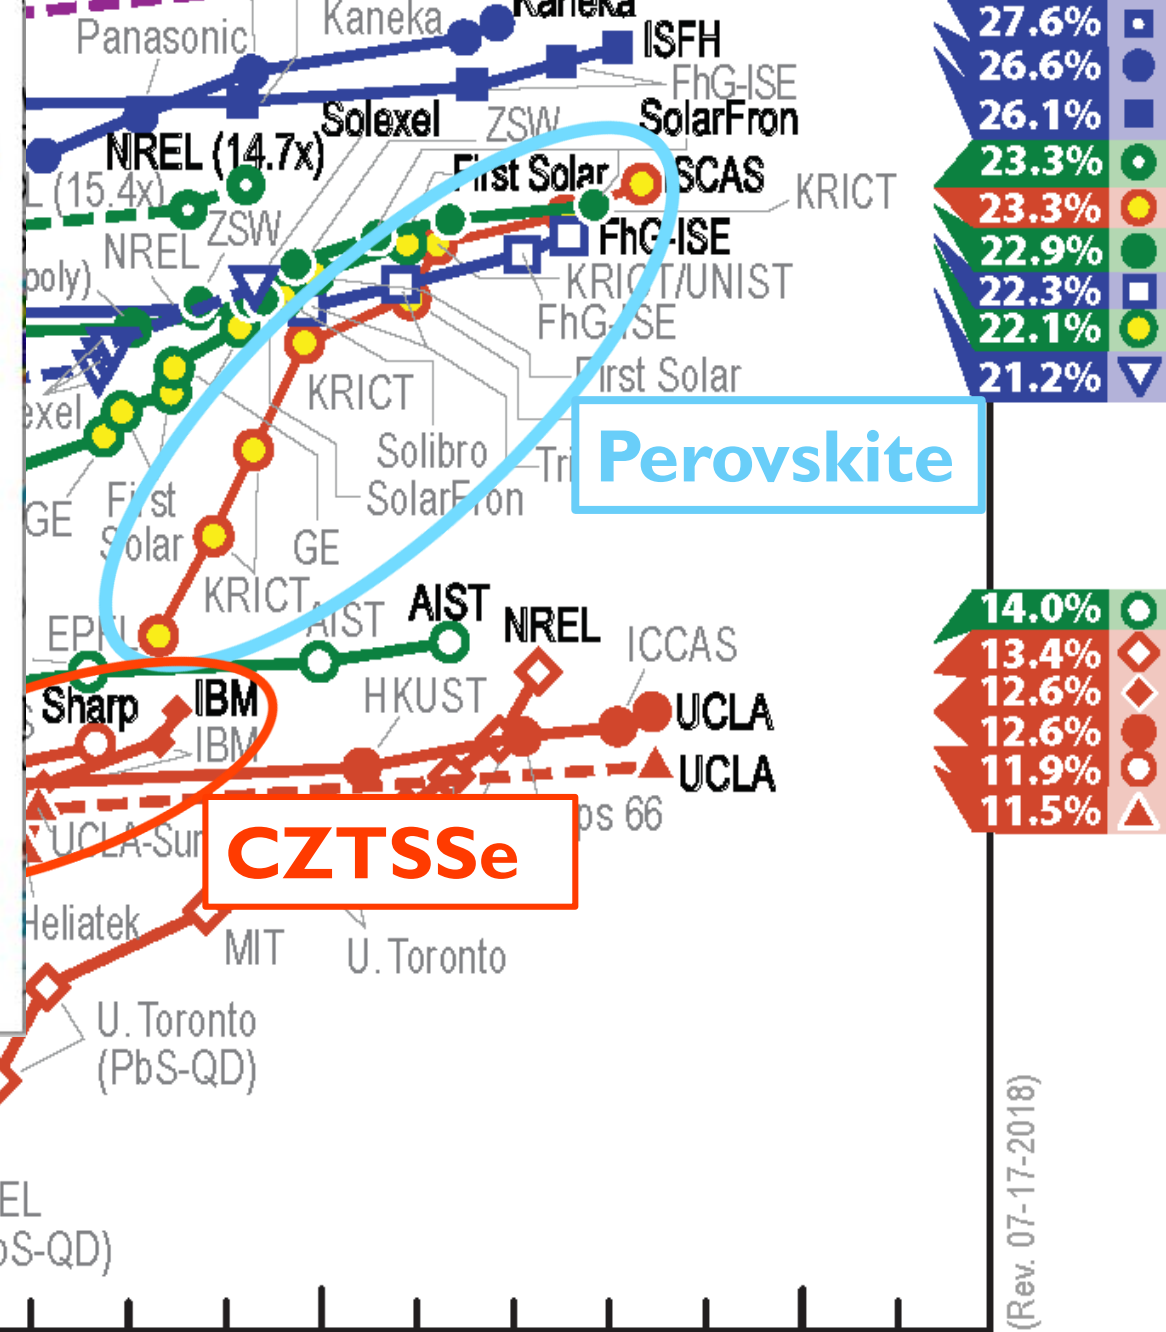 Kaneka
Kaneka
Panasonic
ISFH
FhG-ISE
Solexel
ZSW
SolarFron
NREL (14.7x)
(15.4x)
First Solar
ISCAS
KRICT
ZSW
NREL
FhG-ISE
poly)
KRICT/UNIST
FhG-ISE
First Solar
KRICT
exel
Solibro
Tri
Perovskite
SolarFron
First
Solar
GE
GE
KRICT
AIST
AIST
EPFL
NREL
ICCAS
HKUST
Sharp
IBM
IBM
UCLA
UCLA
UCLA-Sur
ps 66
CZTSSe
Heliatek
MIT
U. Toronto
U. Toronto
(PbS-QD)
EL
bS-QD)
27.6%
26.6%
26.1%
23.3%
23.3%
22.9%
22.3%
22.1%
21.2%
14.0%
13.4%
12.6%
12.6%
11.9%
11.5%
(Rev. 07-17-2018)